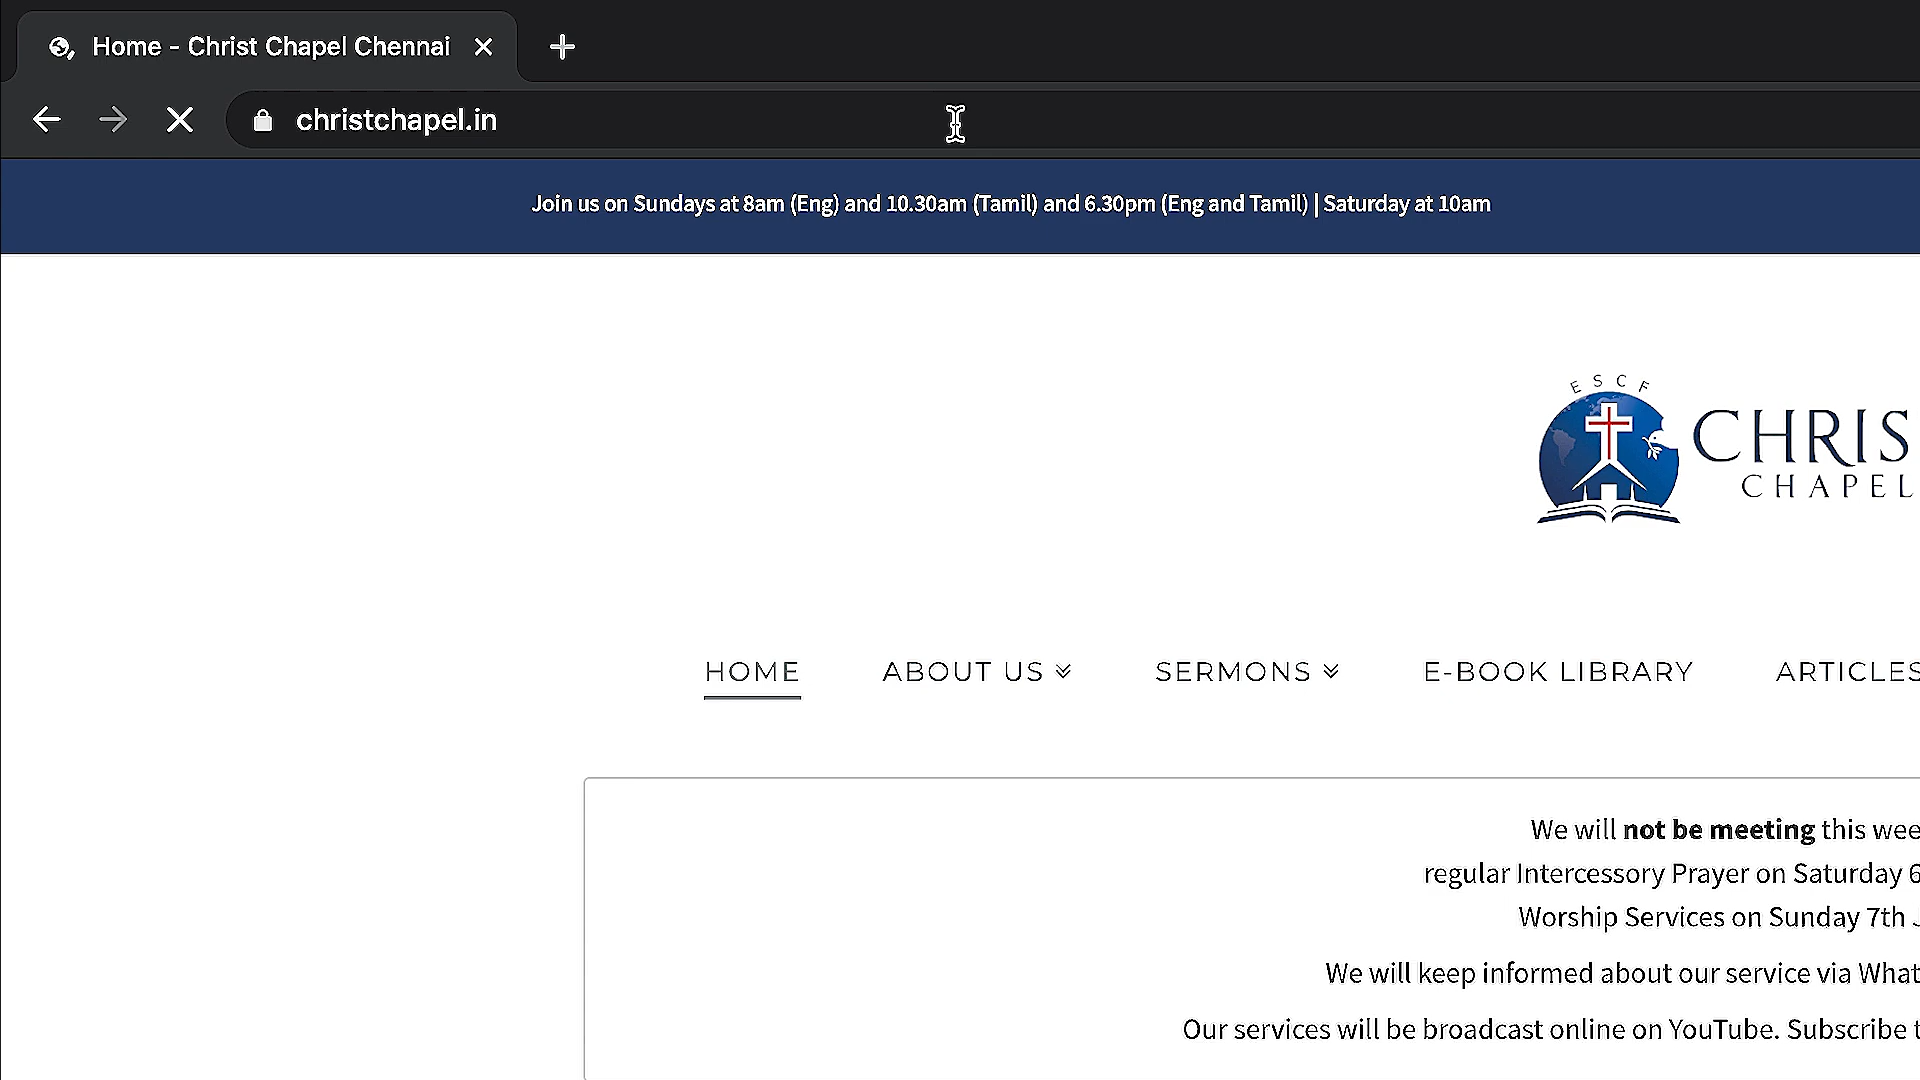 Home - Christ Chapel Chennai
christchapel.in
Join us on Sundays at 8am (Eng) and 10.30am (Tamil) and 6.30pm (Eng and Tamil) | Saturday at 10am
ESCF
CHRIS
CHAPEL
HOME ABOUT US SERMONS E-BOOK LIBRARY ARTICLES
We will not be meeting this wee
regular Intercessory Prayer on Saturday 6
Worship Services on Sunday 7th
We will keep informed about our service via What
Our services will be broadcast online on YouTube. Subscribe t